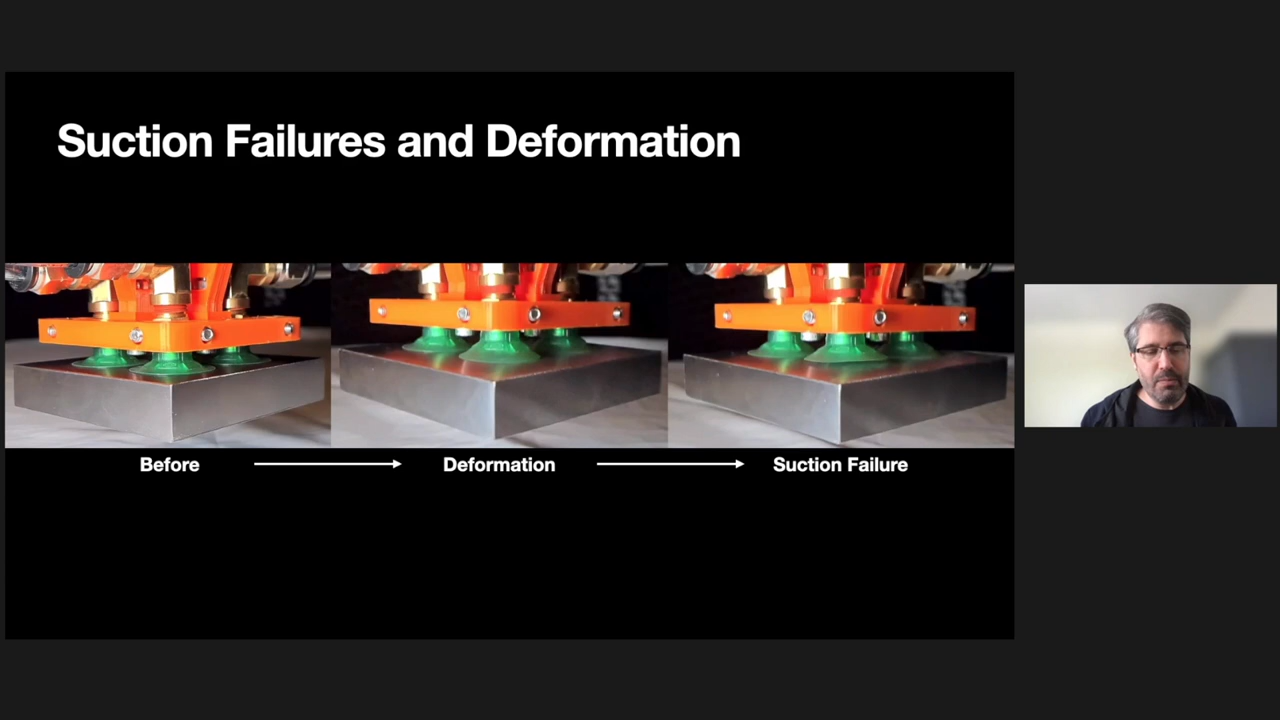 Suction Failures and Deformation
Before
Deformation
Suction Failure